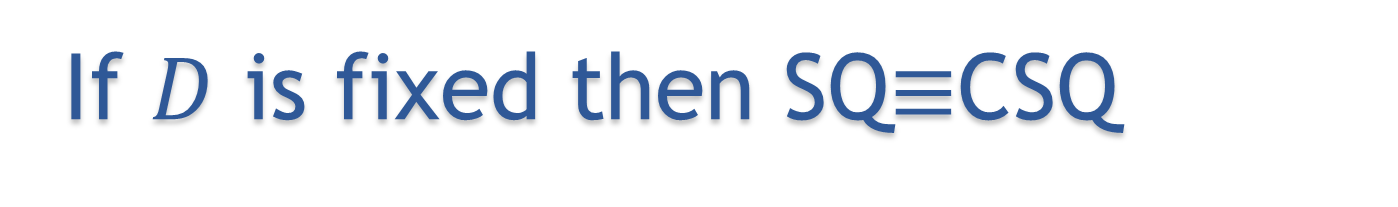 If D is fixed then SQ≡CSQ